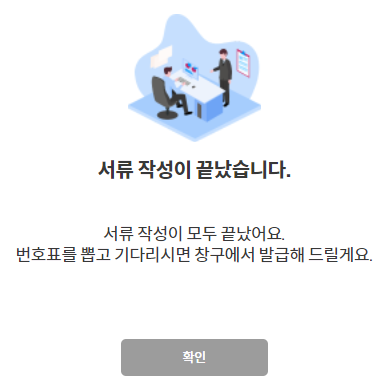 서류 작성이 끝났습니다.
서류 작성이 모두 끝났어요.
번호표를 뽑고 기다리시면 창구에서 발급해 드릴게요.
확인